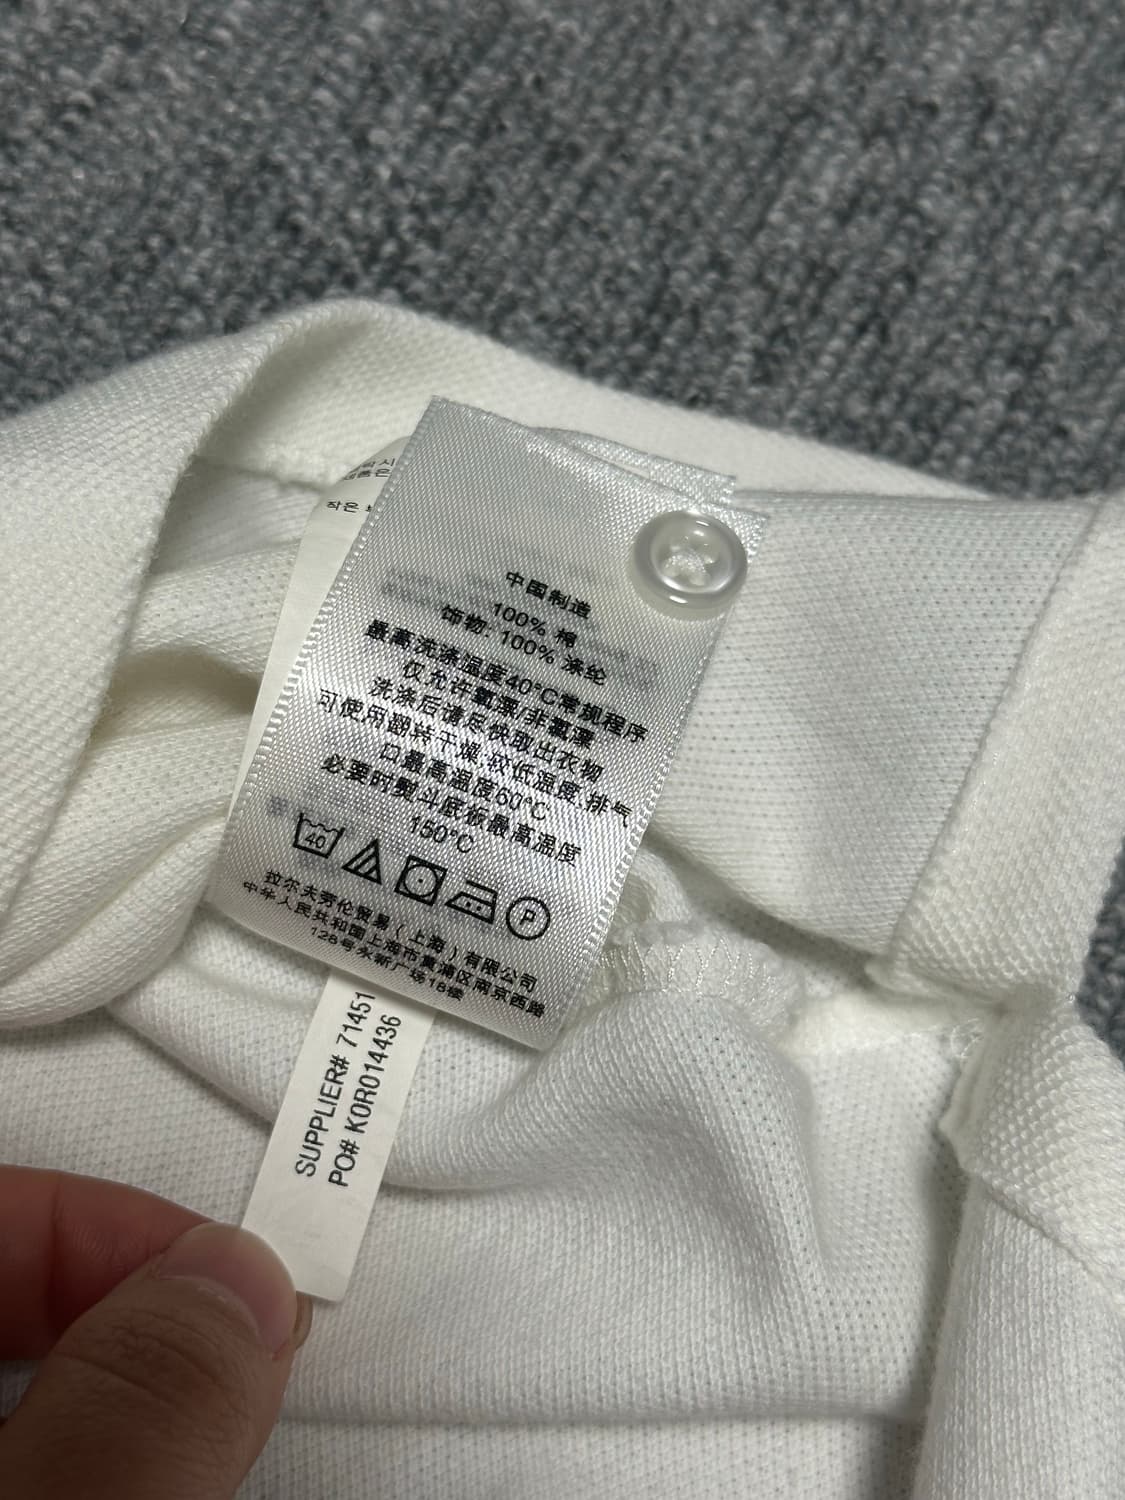 작은
中国制造
100% 棉
饰物: 100% 涤纶
最高洗涤温度40°C常规程序
仅允许氧漂/非氯漂
洗涤后请尽快取出衣物
可使用翻转干燥,较低温度,排气
口最高温度60°C
必要时熨斗底板最高温度
150°C
40
P
拉尔夫劳伦贸易(上海)有限公司
中华人民共和国上海市黄浦区南京西路
128号永新广场18楼
SUPPLIER# 71451
PO# K0R014436